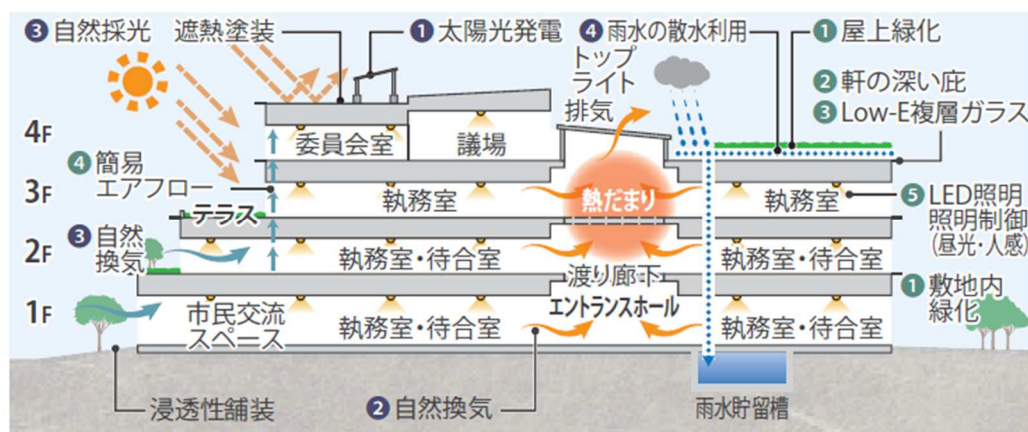 ❸自然採光
遮熱塗装
❶太陽光発電
❹雨水の散水利用
❶屋上緑化
トップ
ライト
排気
❷軒の深い庇
❸Low-E複層ガラス
4F
委員会室
議場
❹簡易
エアフロー
3F
執務室
熱だまり
執務室
❺LED照明
照明制御
(昼光・人感)
テラス
❸自然
換気
2F
執務室・待合室
渡り廊下
執務室・待合室
❶敷地内
緑化
1F
市民交流
スペース
執務室・待合室
エントランスホール
執務室・待合室
浸透性舗装
❷自然換気
雨水貯留槽